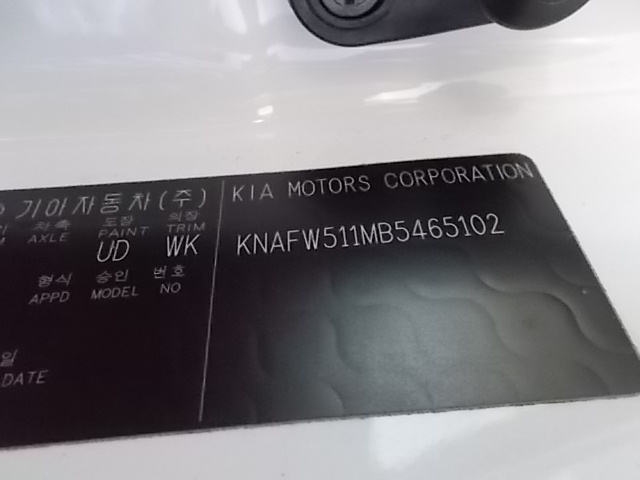 기아자동차(주)
차축 도장 의장
AXLE PAINT TRIM
UD WK
형식 승인 번호
APPD MODEL NO
일
DATE
KIA MOTORS CORPORATION
KNAFW511MB5465102